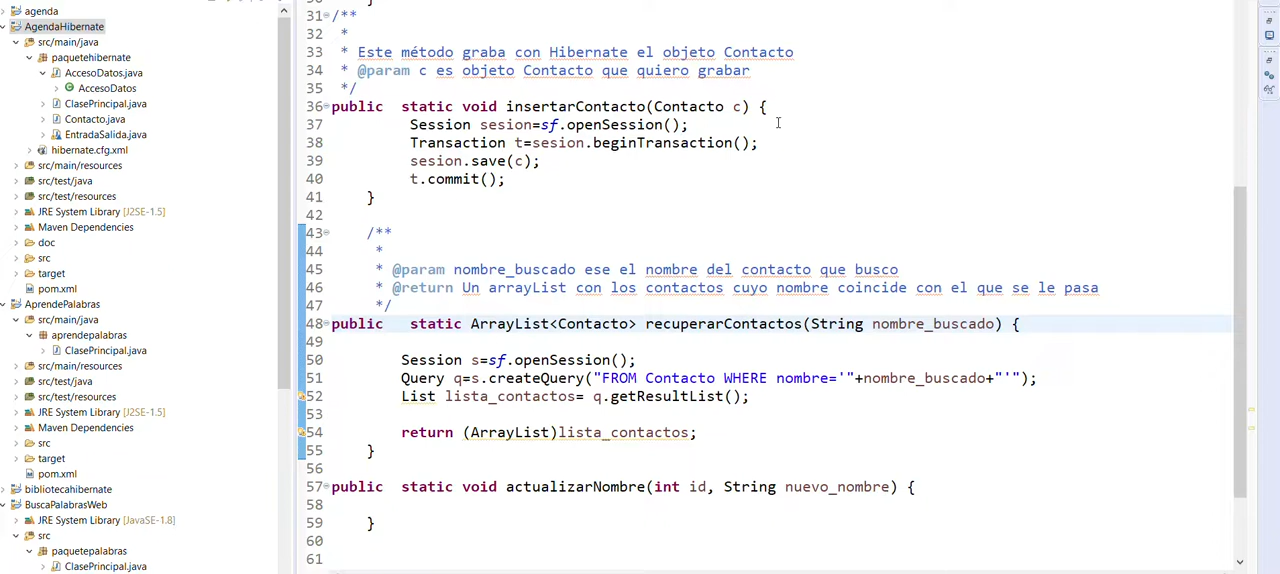 agenda
AgendaHibernate
src/main/java
paquetehibernate
AccesoDatos.java
AccesoDatos
ClasePrincipal.java
Contacto.java
EntradaSalida.java
hibernate.cfg.xml
src/main/resources
src/test/java
src/test/resources
JRE System Library [J2SE-1.5]
Maven Dependencies
doc
src
target
pom.xml
AprendePalabras
src/main/java
aprendepalabras
ClasePrincipal.java
src/main/resources
src/test/java
src/test/resources
JRE System Library [J2SE-1.5]
Maven Dependencies
src
target
pom.xml
bibliotecahibernate
BuscaPalabrasWeb
JRE System Library [JavaSE-1.8]
src
paquetepalabras
ClasePrincipal.java
31 /**
32 *
33 * Este método graba con Hibernate el objeto Contacto
34 * @param c es objeto Contacto que quiero grabar
35 */
36 public static void insertarContacto(Contacto c) {
37 Session sesion=sf.openSession();
38 Transaction t=sesion.beginTransaction();
39 sesion.save(c);
40 t.commit();
41 }
42
43 /**
44 *
45 * @param nombre_buscado ese el nombre del contacto que busco
46 * @return Un arrayList con los contactos cuyo nombre coincide con el que se le pasa
47 */
48 public static ArrayList<Contacto> recuperarContactos(String nombre_buscado) {
49
50 Session s=sf.openSession();
51 Query q=s.createQuery("FROM Contacto WHERE nombre='"+nombre_buscado+"'");
52 List lista_contactos= q.getResultList();
53
54 return (ArrayList)lista_contactos;
55 }
56
57 public static void actualizarNombre(int id, String nuevo_nombre) {
58
59 }
60
61